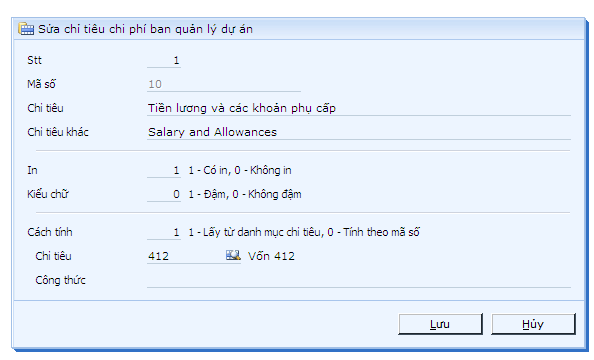 Sửa chỉ tiêu chi phí ban quản lý dự án
Stt 1
Mã số 10
Chỉ tiêu Tiền lương và các khoản phụ cấp
Chỉ tiêu khác Salary and Allowances
In 1 1 - Có in, 0 - Không in
Kiểu chữ 0 1 - Đậm, 0 - Không đậm
Cách tính 1 1 - Lấy từ danh mục chỉ tiêu, 0 - Tính theo mã số
Chỉ tiêu 412 Vốn 412
Công thức
Lưu Hủy